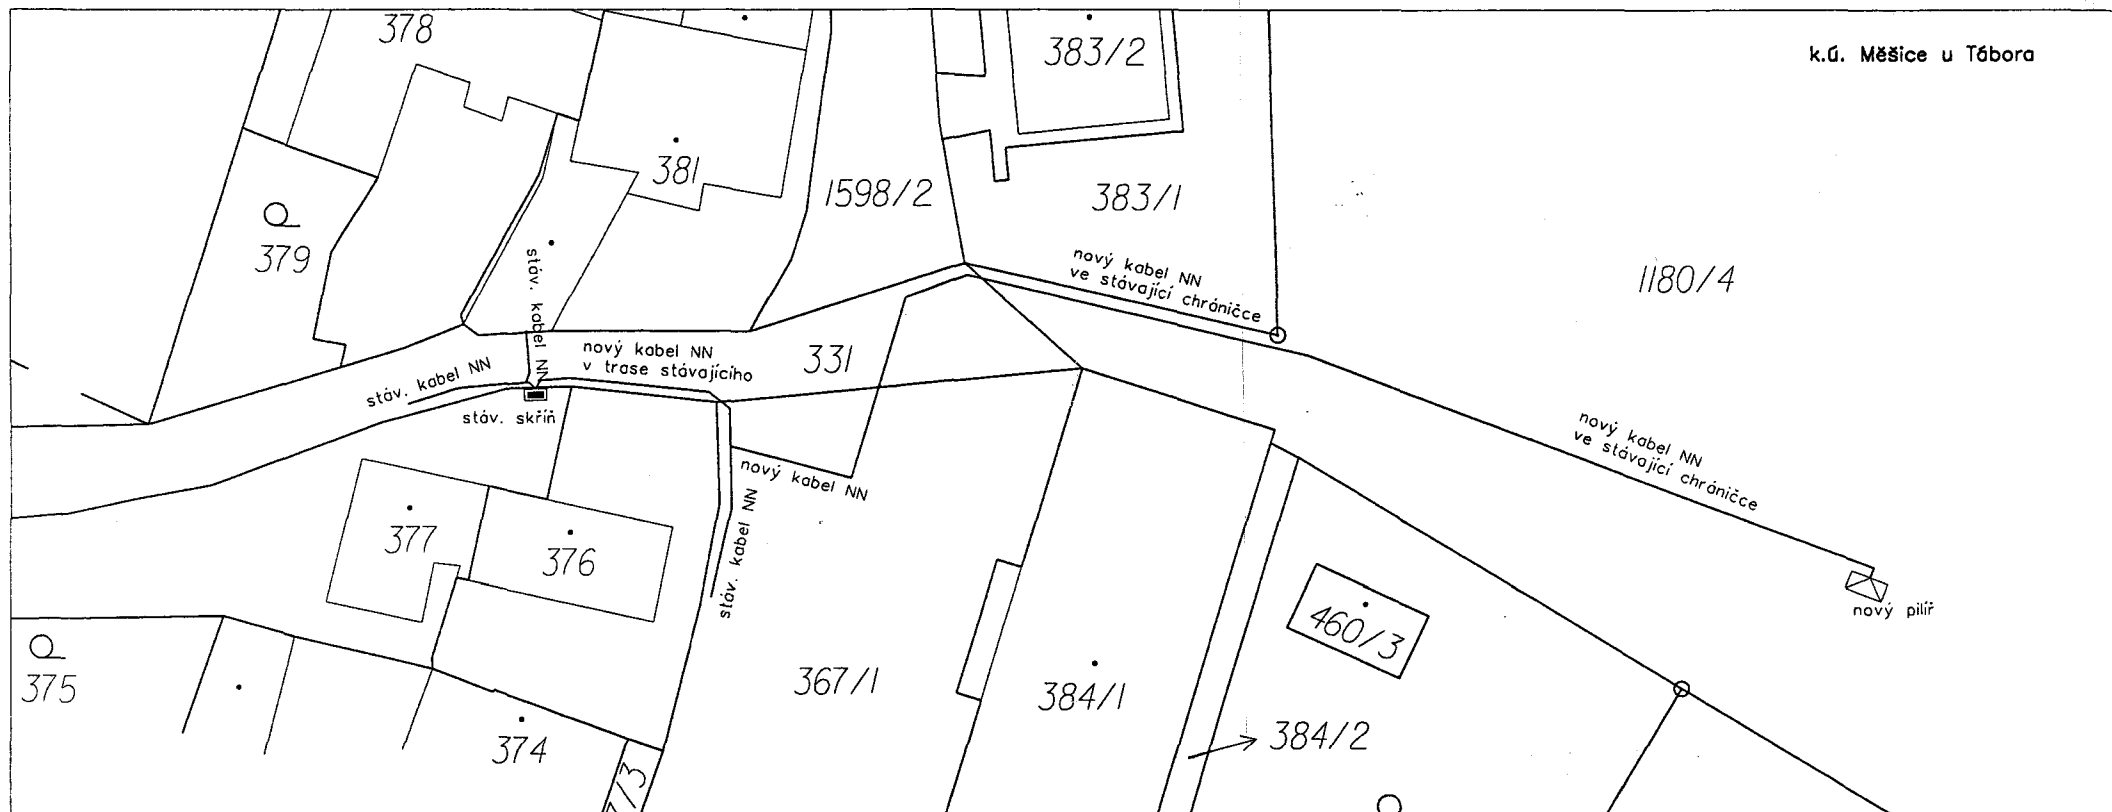 378
383/2
k.ú. Měšice u Tábora
381
1598/2
383/1
379
stáv. kabel NN
nový kabel NN
ve stávající chráničce
1180/4
nový kabel NN
v trase stávajícího
331
stáv. kabel NN
stáv. skříň
nový kabel NN
ve stávající chráničce
nový kabel NN
stáv. kabel NN
377
376
nový pilíř
460/3
375
367/1
384/1
384/2
374
7/3